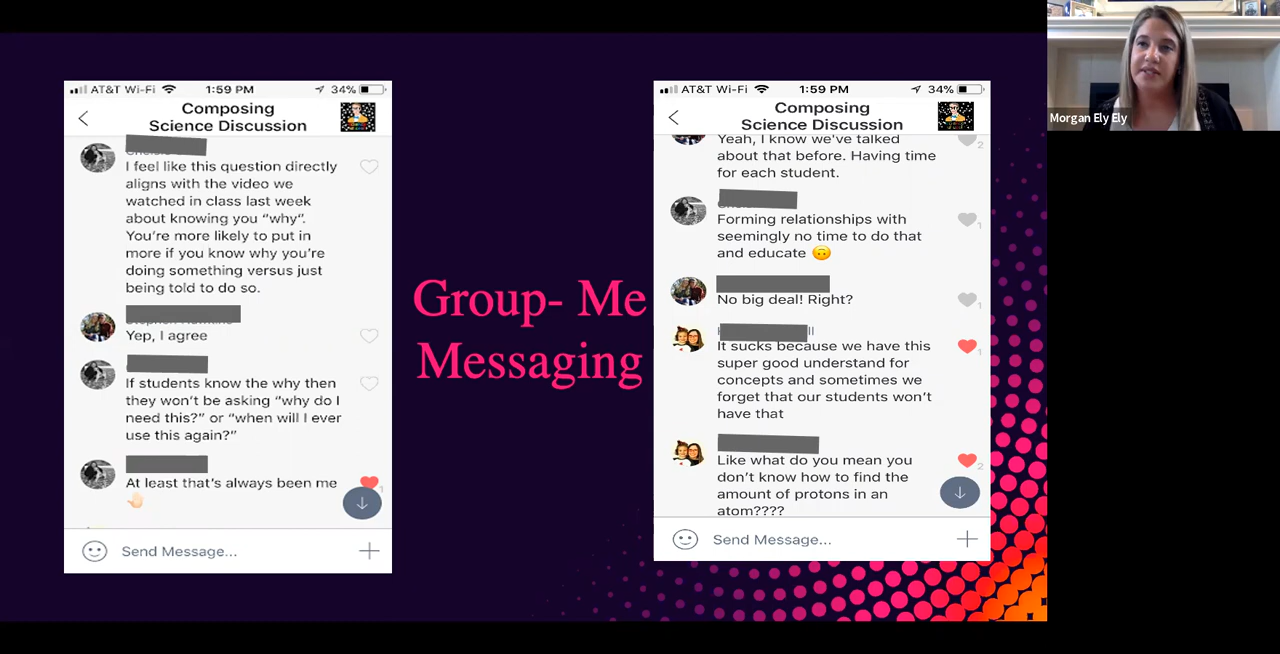 AT&T Wi-Fi 1:59 PM 34%
Composing
Science Discussion
I feel like this question directly
aligns with the video we
watched in class last week
about knowing you “why”.
You’re more likely to put in
more if you know why you’re
doing something versus just
being told to do so.
Yep, I agree
If students know the why then
they won’t be asking “why do I
need this?” or “when will I ever
use this again?”
At least that’s always been me
1
Send Message...
Group- Me
Messaging
AT&T Wi-Fi 1:59 PM 34%
Composing
Science Discussion
Yeah, I know we've talked
about that before. Having time
for each student.
2
Forming relationships with
seemingly no time to do that
and educate 🙃
1
No big deal! Right?
1
It sucks because we have this
super good understand for
concepts and sometimes we
forget that our students won’t
have that
1
Like what do you mean you
don’t know how to find the
amount of protons in an
atom????
2
Send Message...
Morgan Ely Ely